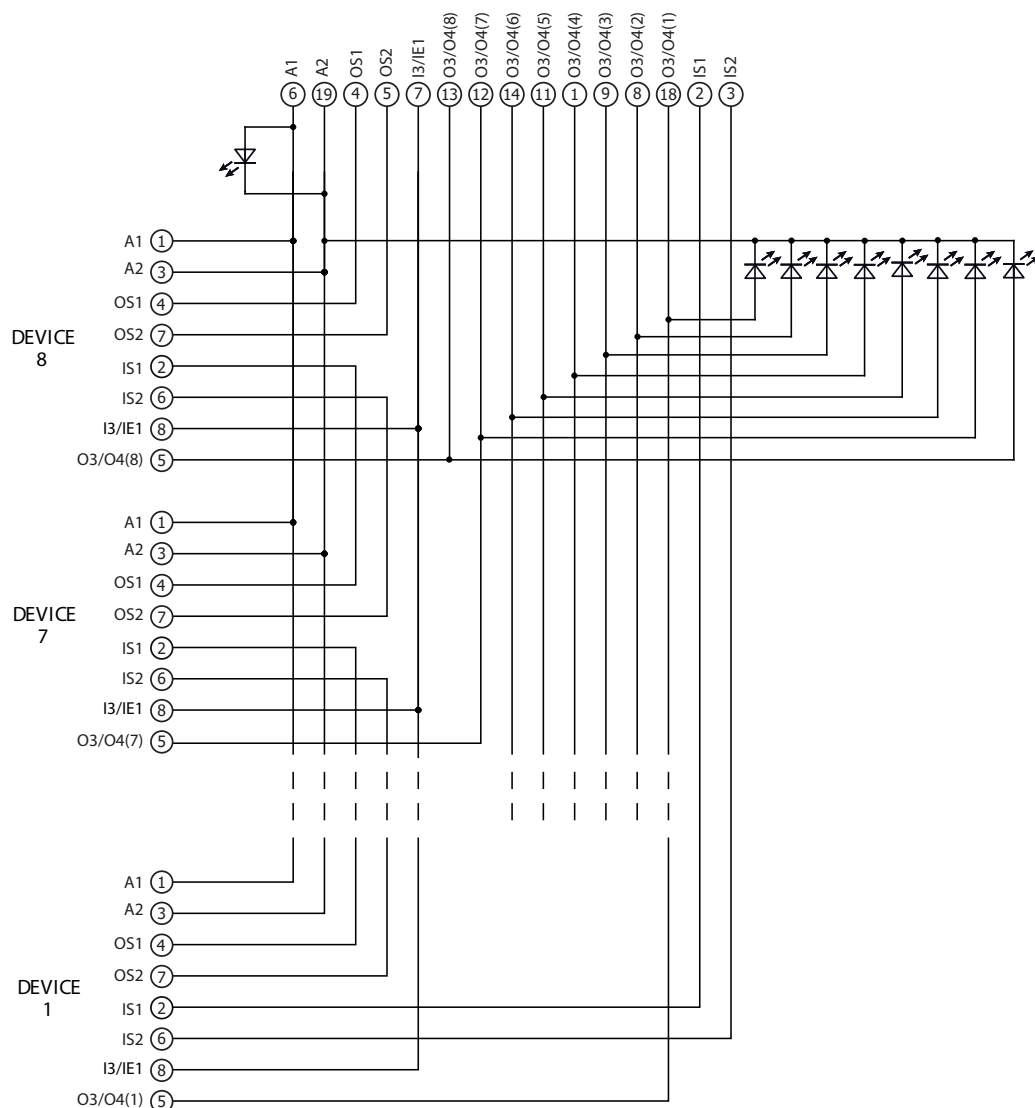 A1 A2 OS1 OS2 I3/IE1 O3/O4(8) O3/O4(7) O3/O4(6) O3/O4(5) O3/O4(4) O3/O4(3) O3/O4(2) O3/O4(1) IS1 IS2
6 19 4 5 7 13 12 14 11 1 9 8 18 2 3
DEVICE
8
A1 1
A2 3
OS1 4
OS2 7
IS1 2
IS2 6
I3/IE1 8
O3/O4(8) 5
DEVICE
7
A1 1
A2 3
OS1 4
OS2 7
IS1 2
IS2 6
I3/IE1 8
O3/O4(7) 5
DEVICE
1
A1 1
A2 3
OS1 4
OS2 7
IS1 2
IS2 6
I3/IE1 8
O3/O4(1) 5